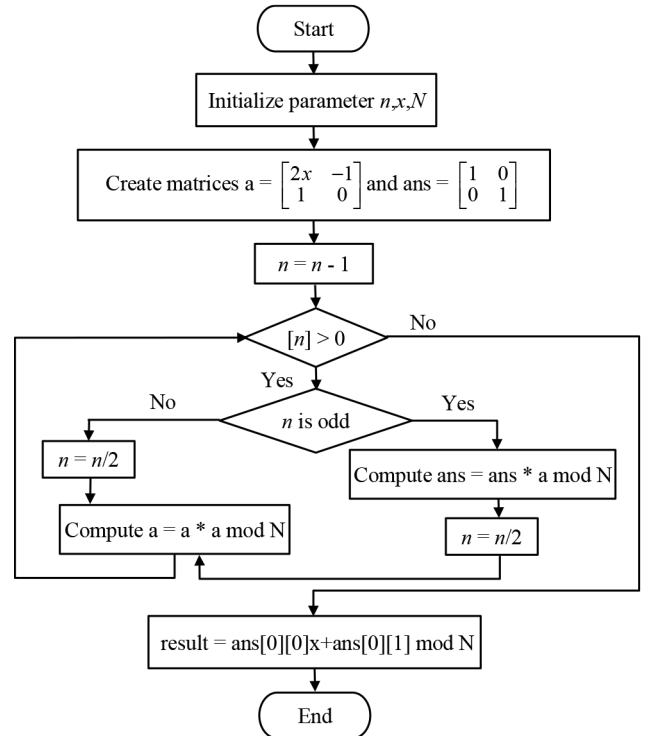 Start
Initialize parameter n,x,N
Create matrices a = [2x −1; 1 0] and ans = [1 0; 0 1]
n = n - 1
[n] > 0
No
Yes
n is odd
No
Yes
n = n/2
Compute ans = ans * a mod N
Compute a = a * a mod N
n = n/2
result = ans[0][0]x+ans[0][1] mod N
End